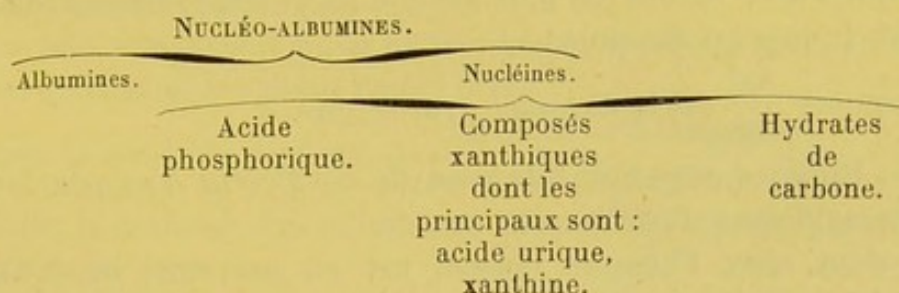 NUCLÉO-ALBUMINES.
Albumines.
Nucléines.
Acide
phosphorique.
Composés
xanthiques
dont les
principaux sont :
acide urique,
xanthine.
Hydrates
de
carbone.